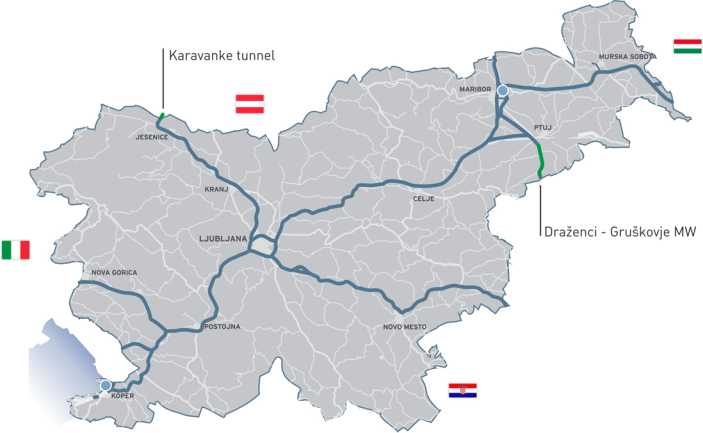 Karavanke tunnel
MURSKA SOBOTA
MARIBOR
PTUJ
JESENICE
KRANJ
CELJE
Draženci - Gruškovje MW
LJUBLJANA
NOVA GORICA
POSTOJNA
NOVO MESTO
KOPER